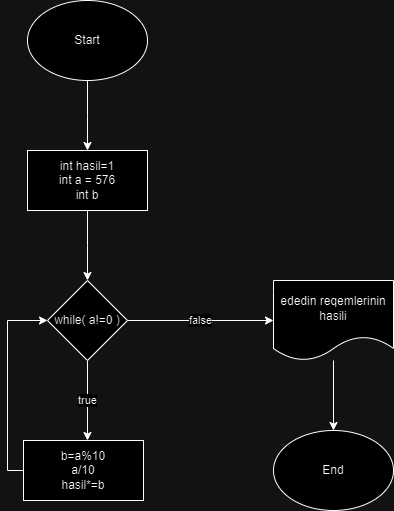 Start
int hasil=1
int a = 576
int b
while( a!=0 )
false
ededin reqemlerinin
hasili
true
b=a%10
a/10
hasil*=b
End